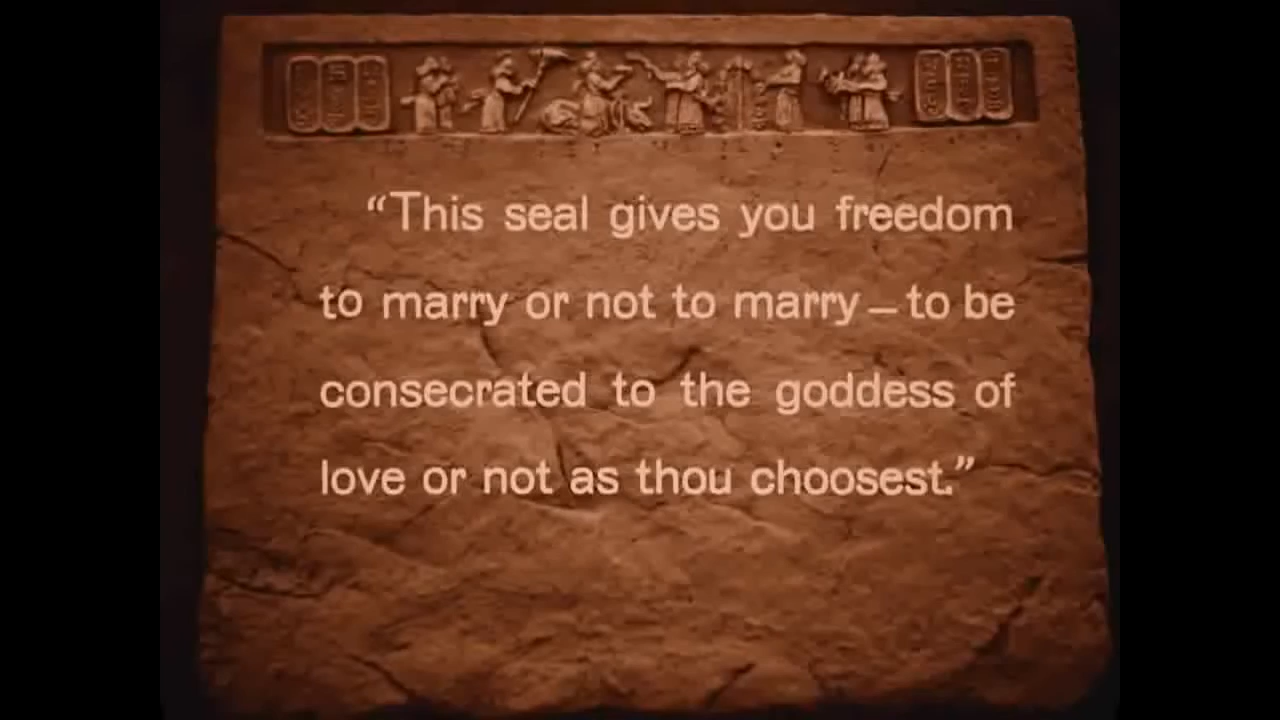 “This seal gives you freedom
to marry or not to marry – to be
consecrated to the goddess of
love or not as thou choosest.”